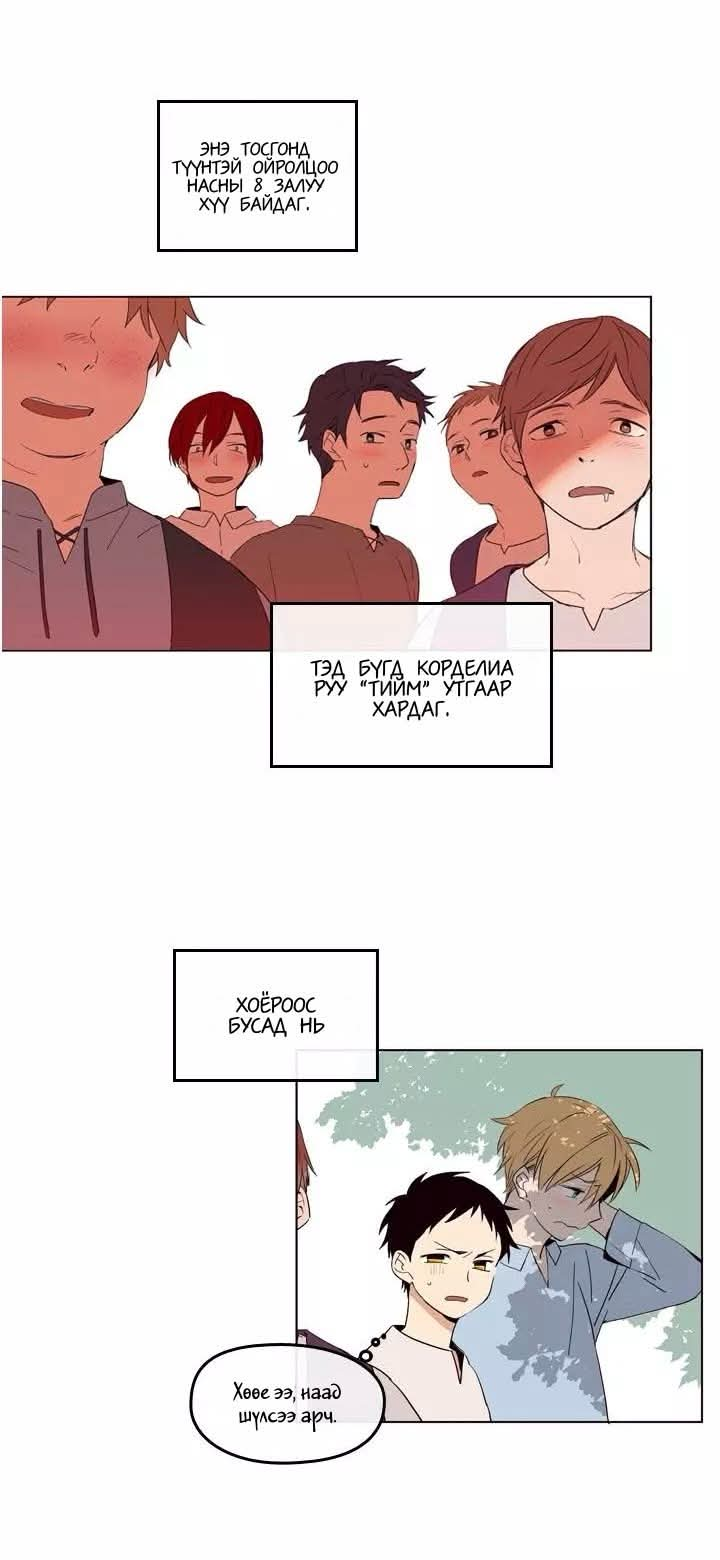 ЭНЭ ТОСГОНД
ТҮҮНТЭЙ ОЙРОЛЦОО
НАСНЫ 8 ЗАЛУУ
ХҮҮ БАЙДАГ.
ТЭД БҮГД КОРДЕЛИА
РУУ “ТИЙМ” УТГААР
ХАРДАГ.
ХОЁРООС
БУСАД НЬ
Хөөе ээ, наад
шүлсээ арч.